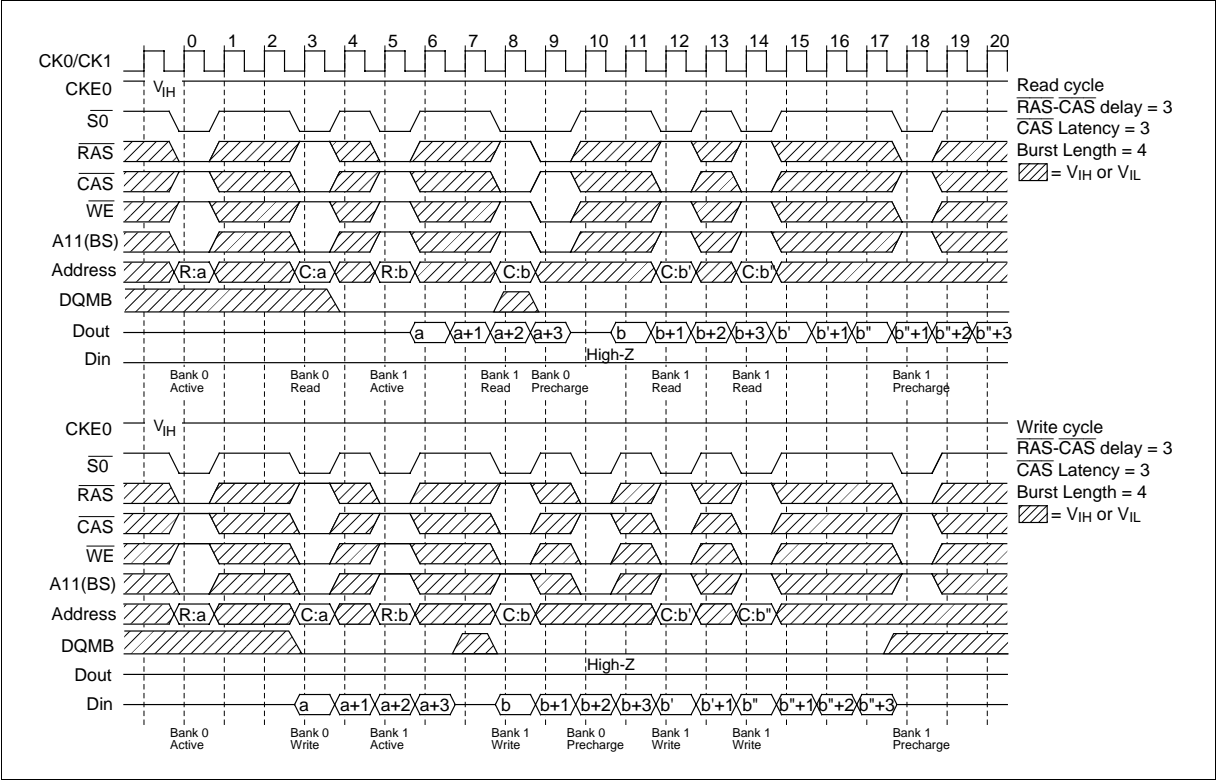 0 1 2 3 4 5 6 7 8 9 10 11 12 13 14 15 16 17 18 19 20
CK0/CK1
CKE0 VIH
S0
RAS
CAS
WE
A11(BS)
Address R:a C:a R:b C:b C:b' C:b"
DQMB
Dout a a+1 a+2 a+3 b b+1 b+2 b+3 b' b'+1 b" b"+1 b"+2 b"+3
Din High-Z
Bank 0 Active
Bank 0 Read
Bank 1 Active
Bank 1 Read
Bank 0 Precharge
Bank 1 Read
Bank 1 Read
Bank 1 Precharge
Read cycle
RAS-CAS delay = 3
CAS Latency = 3
Burst Length = 4
= VIH or VIL
CKE0 VIH
S0
RAS
CAS
WE
A11(BS)
Address R:a C:a R:b C:b C:b' C:b"
DQMB
High-Z
Dout
Din a a+1 a+2 a+3 b b+1 b+2 b+3 b' b'+1 b" b"+1 b"+2 b"+3
Bank 0 Active
Bank 0 Write
Bank 1 Active
Bank 1 Write
Bank 0 Precharge
Bank 1 Write
Bank 1 Write
Bank 1 Precharge
Write cycle
RAS-CAS delay = 3
CAS Latency = 3
Burst Length = 4
= VIH or VIL